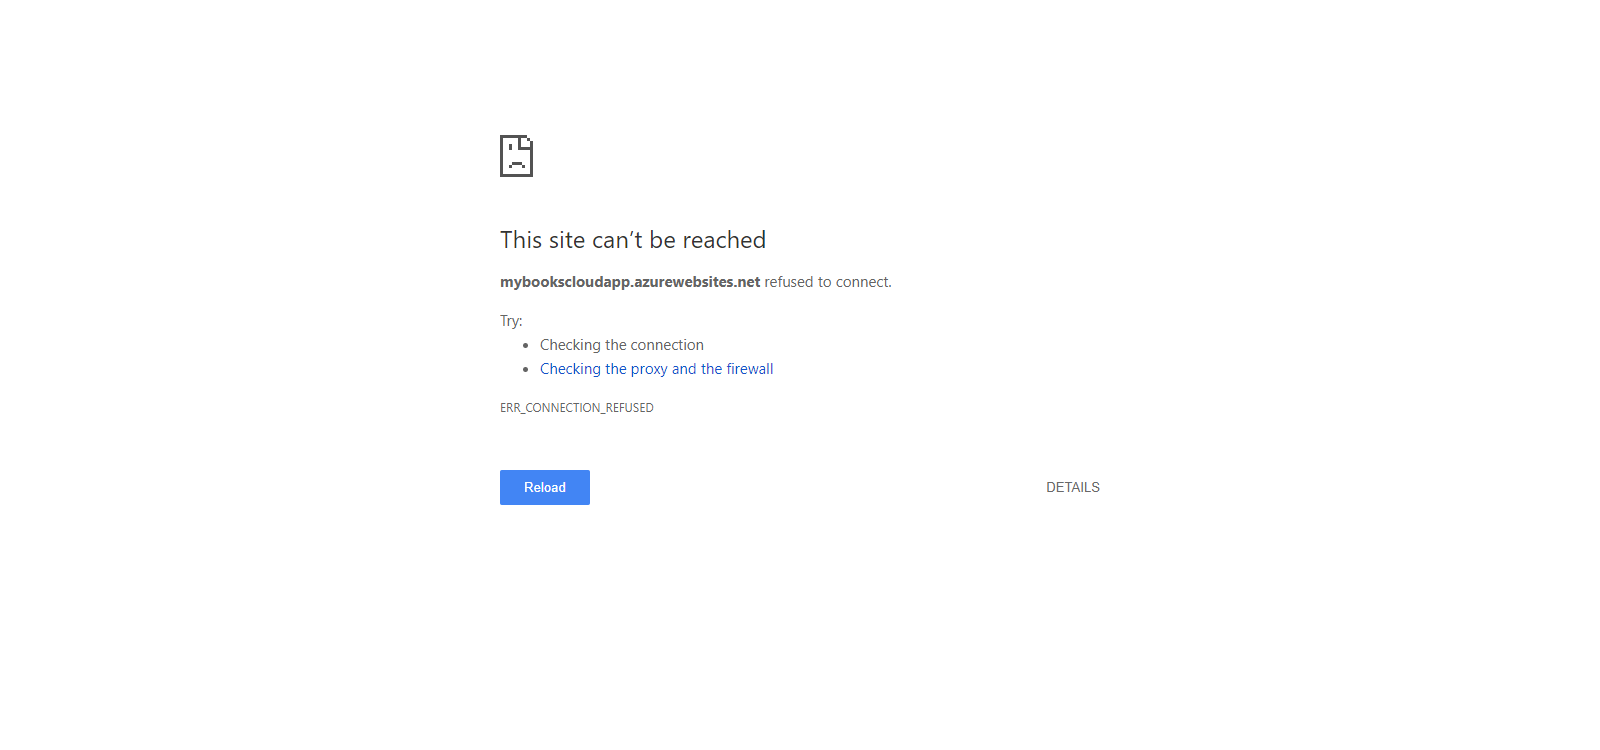 This site can’t be reached
mybookscloudapp.azurewebsites.net refused to connect.
Try:
• Checking the connection
• Checking the proxy and the firewall
ERR_CONNECTION_REFUSED
Reload
DETAILS